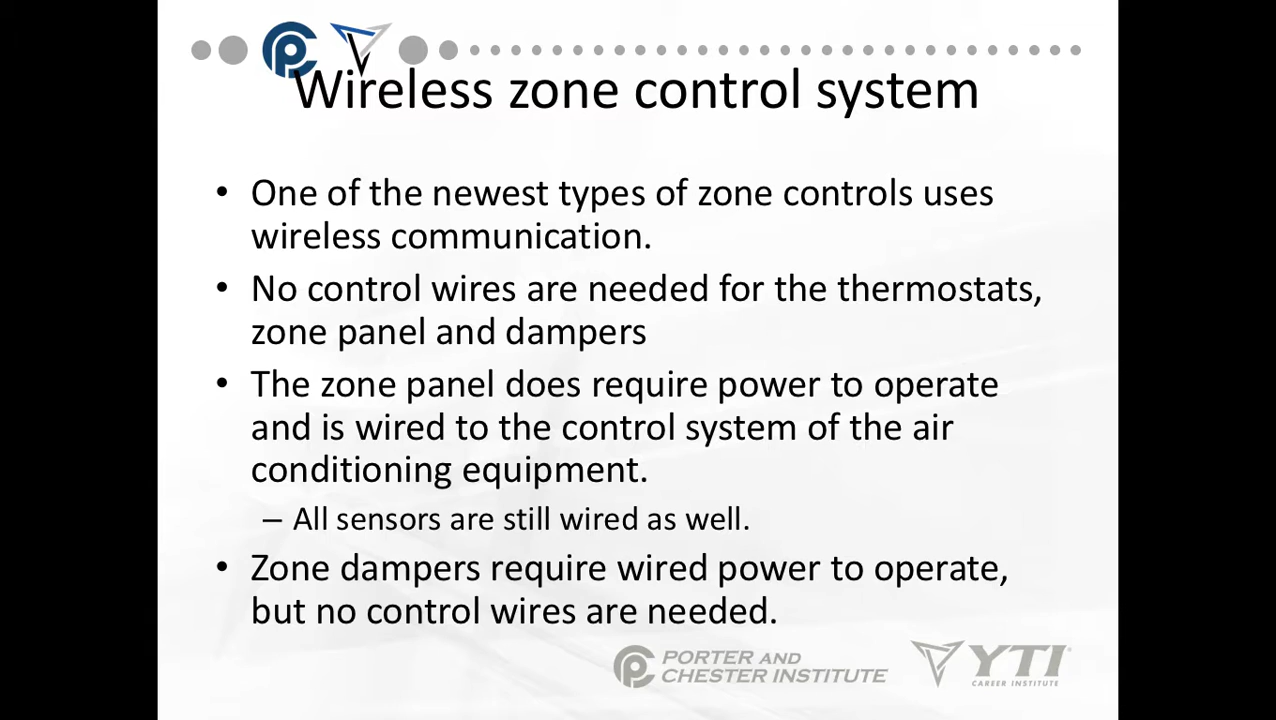 Wireless zone control system
• One of the newest types of zone controls uses
wireless communication.
• No control wires are needed for the thermostats,
zone panel and dampers
• The zone panel does require power to operate
and is wired to the control system of the air
conditioning equipment.
– All sensors are still wired as well.
• Zone dampers require wired power to operate,
but no control wires are needed.
PORTER AND
CHESTER INSTITUTE
YTI
CAREER INSTITUTE